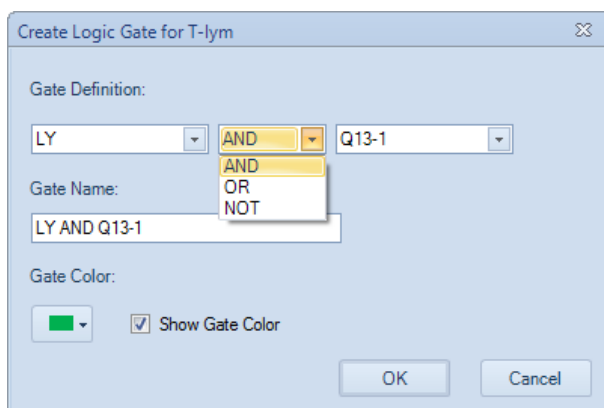 Create Logic Gate for T-lym
Gate Definition:
LY AND Q13-1
AND
OR
NOT
Gate Name:
LY AND Q13-1
Gate Color:
Show Gate Color
OK Cancel